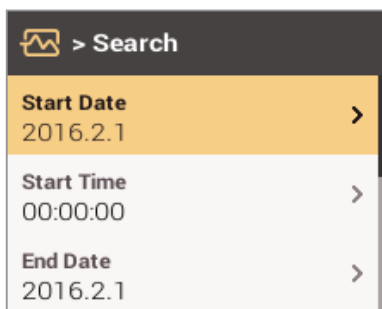 > Search
Start Date
2016.2.1
Start Time
00:00:00
End Date
2016.2.1